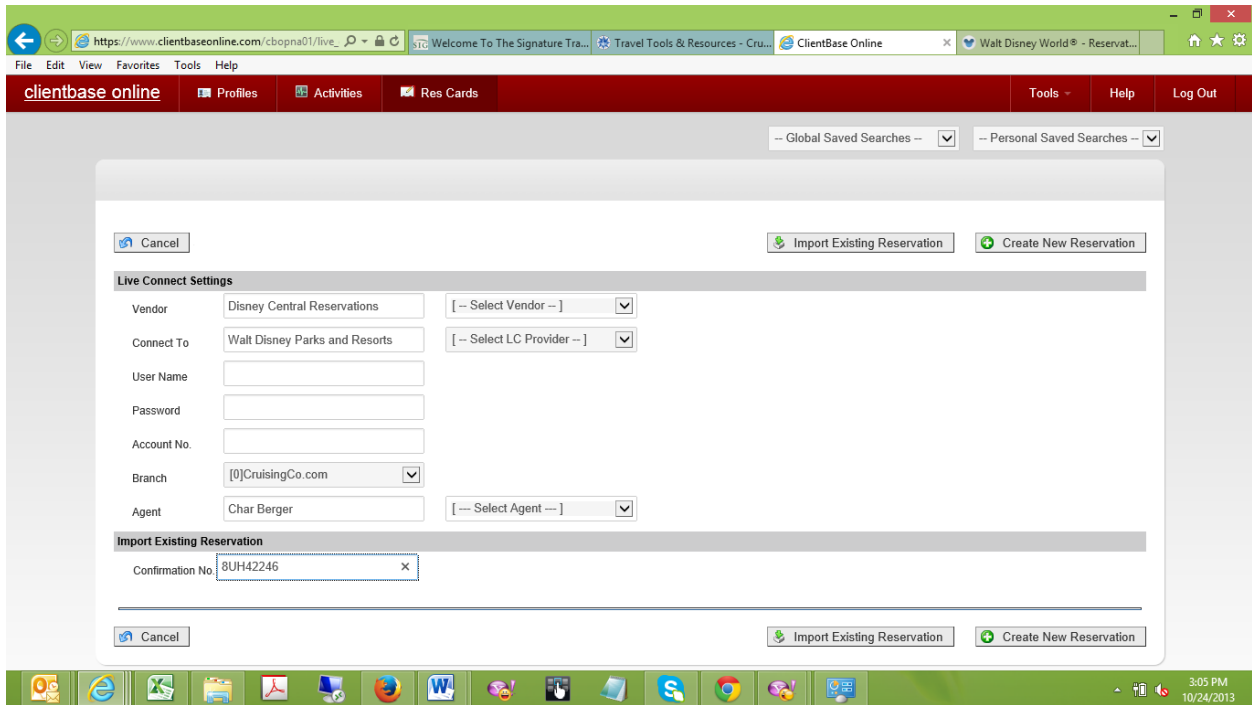 https://www.clientbaseonline.com/cbopna01/live_
STG Welcome To The Signature Tra...
Travel Tools & Resources - Cru...
ClientBase Online
Walt Disney World® - Reservat...
File Edit View Favorites Tools Help
clientbase online Profiles Activities Res Cards Tools Help Log Out
-- Global Saved Searches -- -- Personal Saved Searches --
Cancel Import Existing Reservation Create New Reservation
Live Connect Settings
Vendor Disney Central Reservations [ -- Select Vendor -- ]
Connect To Walt Disney Parks and Resorts [ -- Select LC Provider -- ]
User Name
Password
Account No.
Branch [0]CruisingCo.com
Agent Char Berger [ --- Select Agent --- ]
Import Existing Reservation
Confirmation No. 8UH42246
Cancel Import Existing Reservation Create New Reservation
3:05 PM
10/24/2013